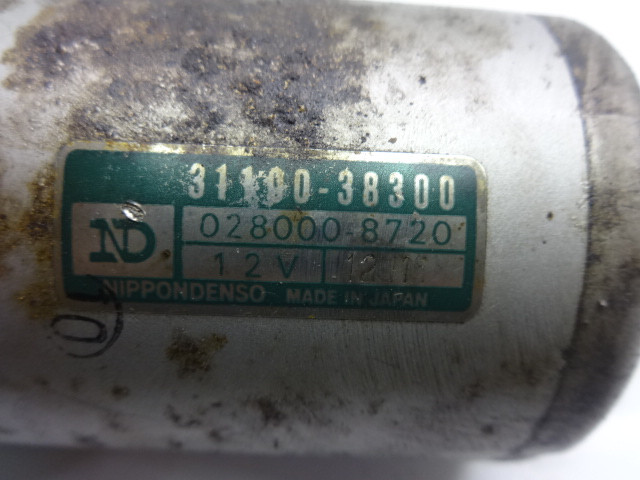 31100-38300
ND
028000-8720
12V
NIPPONDENSO MADE IN JAPAN